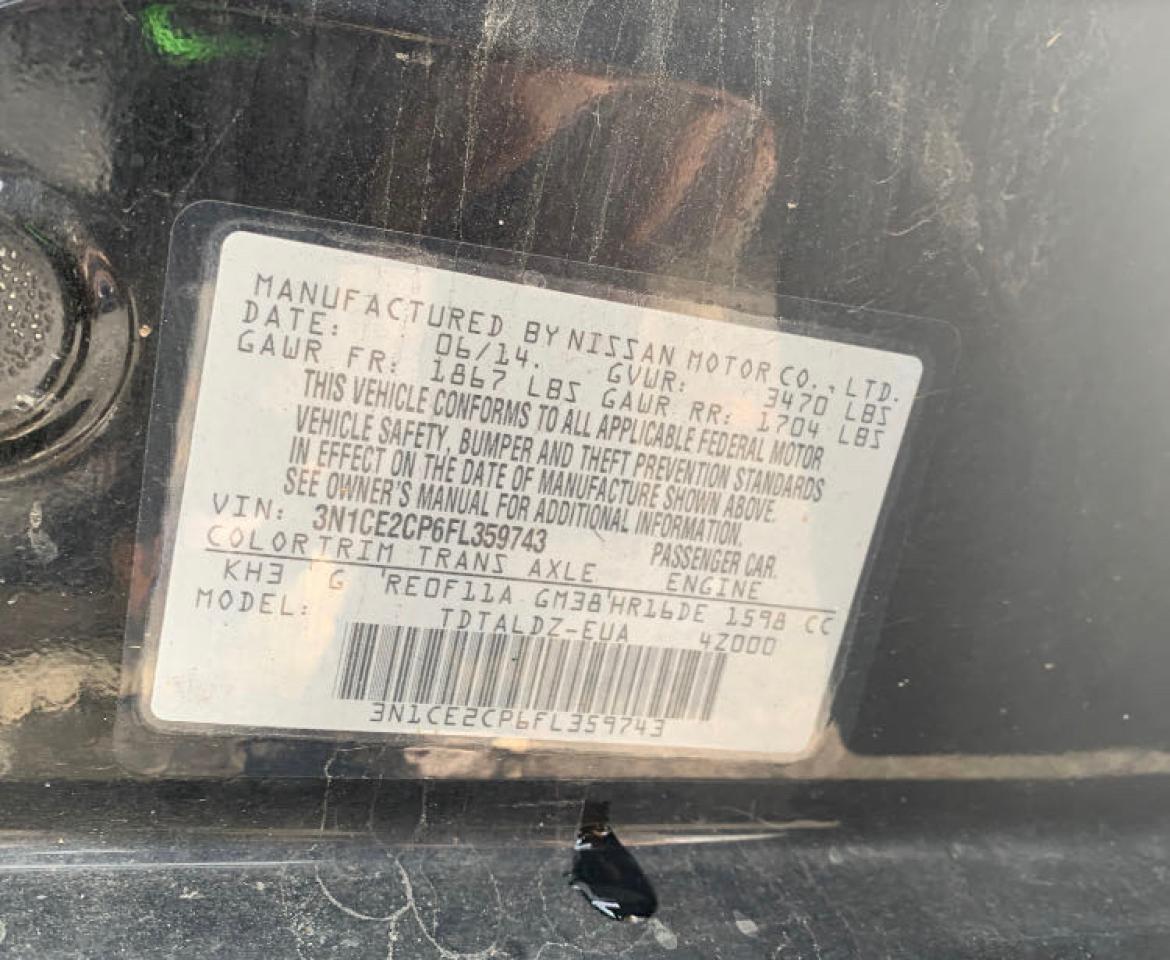 MANUFACTURED BY NISSAN MOTOR CO., LTD.
DATE: 06/14. GVWR: 3470 LBS
GAWR FR: 1867 LBS GAWR RR: 1704 LBS
THIS VEHICLE CONFORMS TO ALL APPLICABLE FEDERAL MOTOR
VEHICLE SAFETY, BUMPER AND THEFT PREVENTION STANDARDS
IN EFFECT ON THE DATE OF MANUFACTURE SHOWN ABOVE.
SEE OWNER'S MANUAL FOR ADDITIONAL INFORMATION.
VIN: 3N1CE2CP6FL359743 PASSENGER CAR.
COLOR TRIM TRANS AXLE ENGINE
KH3 G RE0F11A GM38 HR16DE 1598 CC
MODEL: TDTALDZ-EUA 4Z000
3N1CE2CP6FL359743